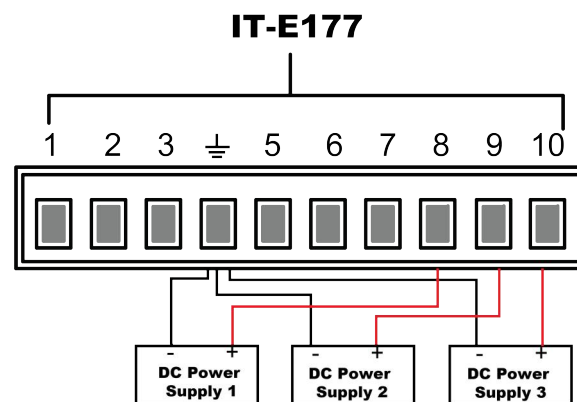 IT-E177
1 2 3 5 6 7 8 9 10
- + - + - +
DC Power DC Power DC Power
Supply 1 Supply 2 Supply 3